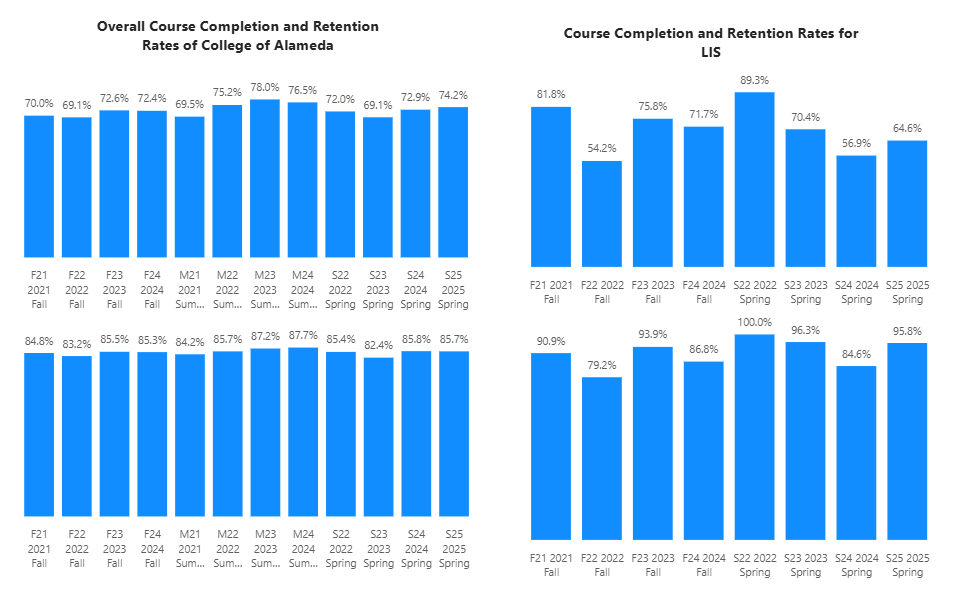 Overall Course Completion and Retention
Rates of College of Alameda
70.0% 69.1% 72.6% 72.4% 69.5% 75.2% 78.0% 76.5% 72.0% 69.1% 72.9% 74.2%
F21 F22 F23 F24 M21 M22 M23 M24 S22 S23 S24 S25
2021 2022 2023 2024 2021 2022 2023 2024 2022 2023 2024 2025
Fall Fall Fall Fall Sum... Sum... Sum... Sum... Spring Spring Spring Spring
84.8% 83.2% 85.5% 85.3% 84.2% 85.7% 87.2% 87.7% 85.4% 82.4% 85.8% 85.7%
F21 F22 F23 F24 M21 M22 M23 M24 S22 S23 S24 S25
2021 2022 2023 2024 2021 2022 2023 2024 2022 2023 2024 2025
Fall Fall Fall Fall Sum... Sum... Sum... Sum... Spring Spring Spring Spring
Course Completion and Retention Rates for
LIS
81.8% 54.2% 75.8% 71.7% 89.3% 70.4% 56.9% 64.6%
F21 2021 F22 2022 F23 2023 F24 2024 S22 2022 S23 2023 S24 2024 S25 2025
Fall Fall Fall Fall Spring Spring Spring Spring
90.9% 79.2% 93.9% 86.8% 100.0% 96.3% 84.6% 95.8%
F21 2021 F22 2022 F23 2023 F24 2024 S22 2022 S23 2023 S24 2024 S25 2025
Fall Fall Fall Fall Spring Spring Spring Spring